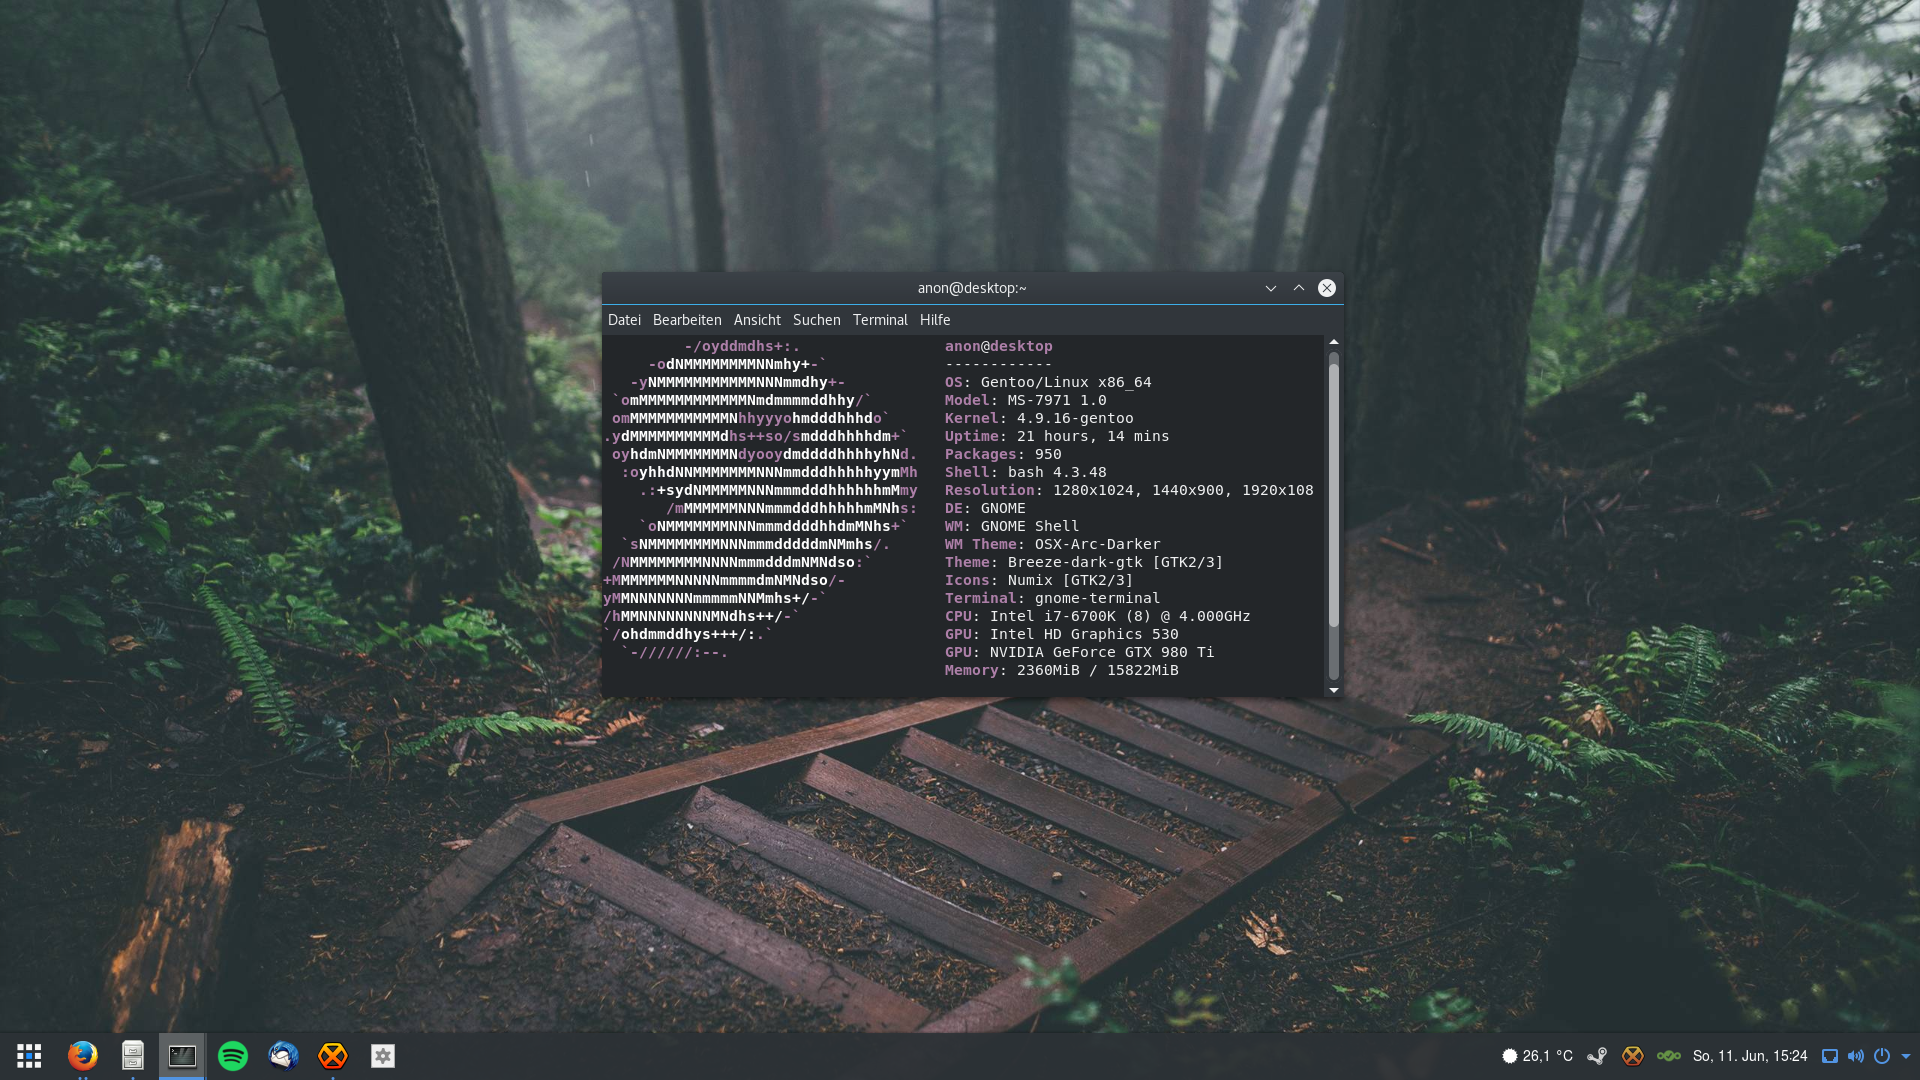 anon@desktop:~
Datei Bearbeiten Ansicht Suchen Terminal Hilfe
-/oyddmdhs+:. anon@desktop
-odNMMMMMMMMNNmhy+-` ------------
-yNMMMMMMMMMMMNNNmmdhy+- OS: Gentoo/Linux x86_64
`omMMMMMMMMMMMMNmdmmmmddhhy/` Model: MS-7971 1.0
omMMMMMMMMMMMNhhyyyohmdddhhhdo` Kernel: 4.9.16-gentoo
.ydMMMMMMMMMMdhs++so/smdddhhhhdm+` Uptime: 21 hours, 14 mins
oyhdmNMMMMMMMNdyooydmddddhhhhyhNd. Packages: 950
:oyhhdNNMMMMMMMNNNmmdddhhhhhyymMh Shell: bash 4.3.48
.:+sydNMMMMMNNNmmmdddhhhhhhmMmy Resolution: 1280x1024, 1440x900, 1920x108
/mMMMMMMNNNmmmdddhhhhhmMNhs: DE: GNOME
`oNMMMMMMMNNNmmmddddhhdmMNhs+` WM: GNOME Shell
`sNMMMMMMMMNNNmmmdddddmNMmhs/. WM Theme: OSX-Arc-Darker
/NMMMMMMMMNNNNmmmdddmNMNdso:` Theme: Breeze-dark-gtk [GTK2/3]
+MMMMMMMNNNNNmmmmdmNMNdso/- Icons: Numix [GTK2/3]
yMMNNNNNNNmmmmmNNMmhs+/-` Terminal: gnome-terminal
/hMMNNNNNNNNMNdhs++/-` CPU: Intel i7-6700K (8) @ 4.000GHz
`/ohdmmddhys+++/:.` GPU: Intel HD Graphics 530
`-//////:--. GPU: NVIDIA GeForce GTX 980 Ti
Memory: 2360MiB / 15822MiB
26,1 °C So, 11. Jun, 15:24